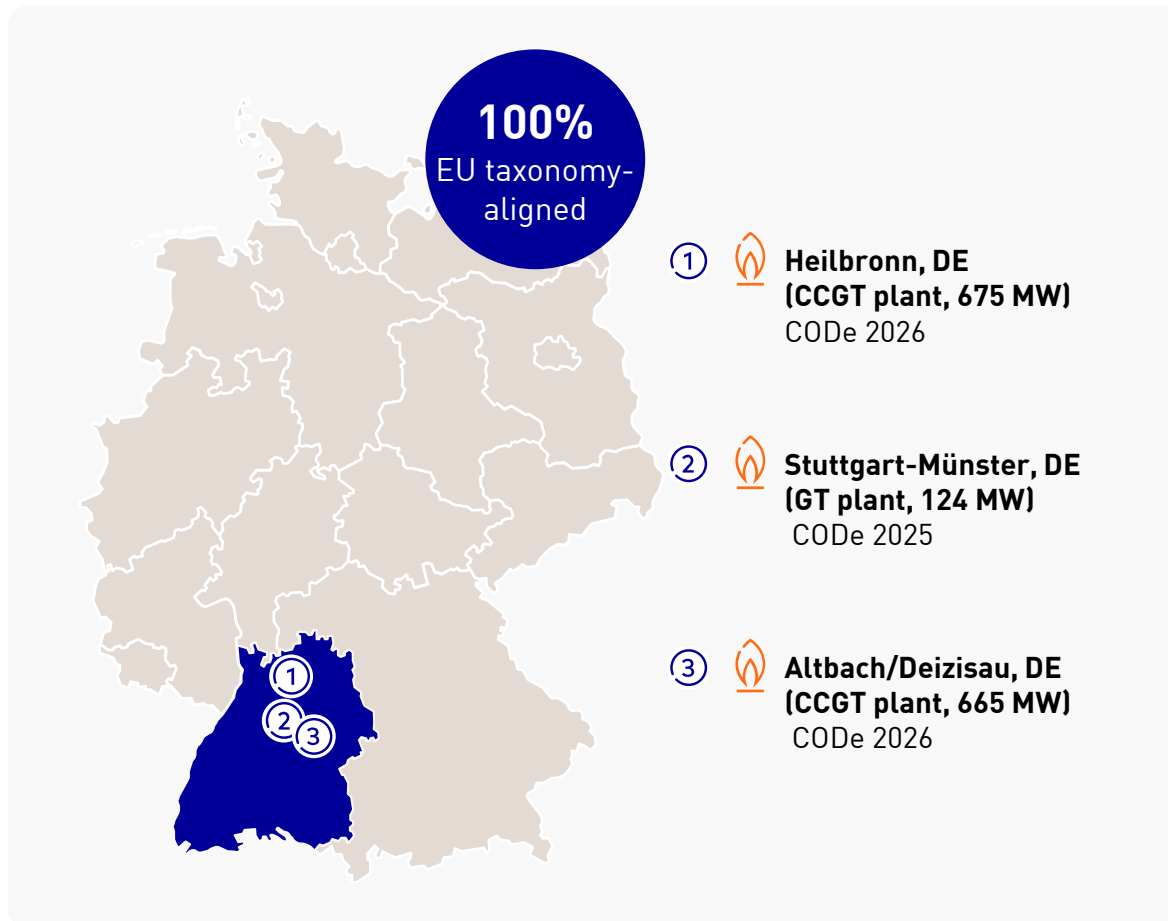 100%
EU taxonomy-
aligned
1
Heilbronn, DE
(CCGT plant, 675 MW)
CODe 2026
2
Stuttgart-Münster, DE
(GT plant, 124 MW)
CODe 2025
3
Altbach/Deizisau, DE
(CCGT plant, 665 MW)
CODe 2026
1
2
3